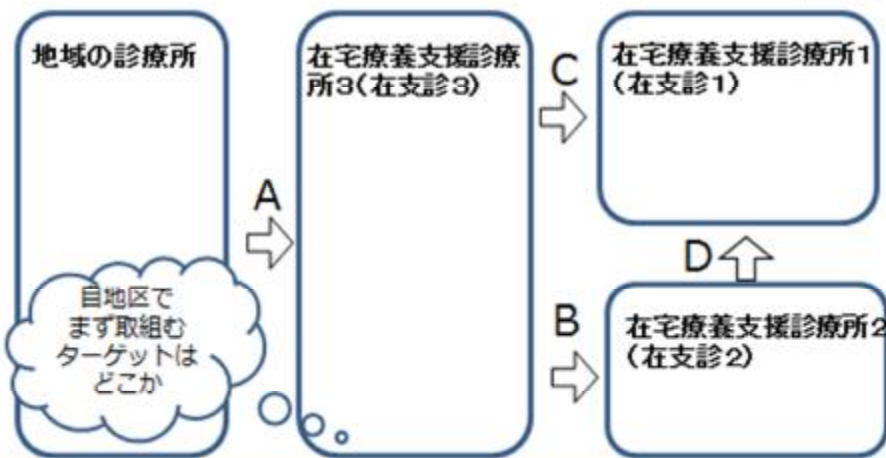 地域の診療所
在宅療養支援診療
所3(在支診3)
C
在宅療養支援診療所1
(在支診1)
A
D
自地区で
まず取組む
ターゲットは
どこか
B
在宅療養支援診療所2
(在支診2)